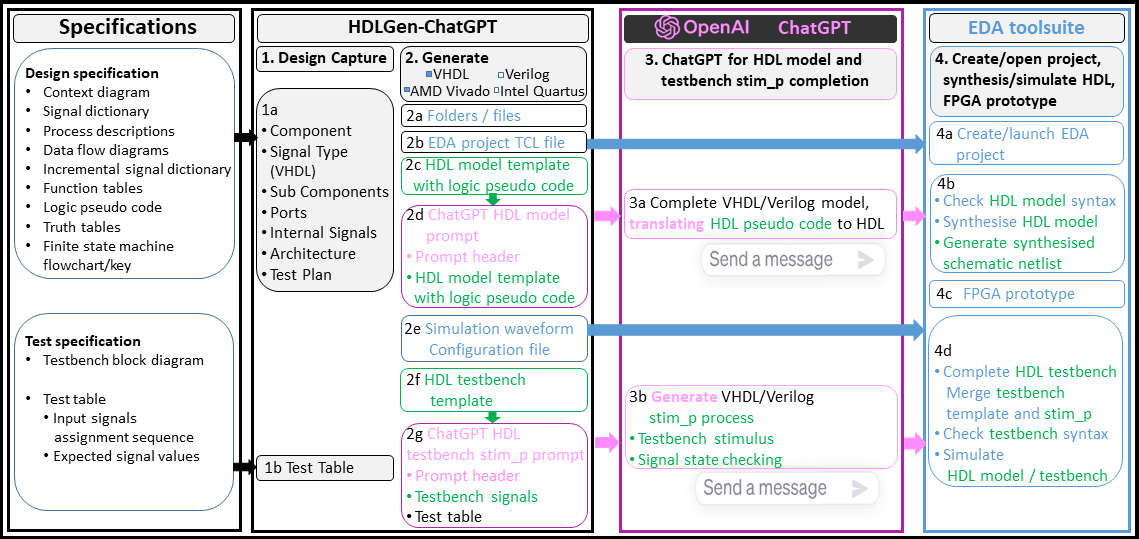 Specifications
Design specification
• Context diagram
• Signal dictionary
• Process descriptions
• Data flow diagrams
• Incremental signal dictionary
• Function tables
• Logic pseudo code
• Truth tables
• Finite state machine
flowchart/key
Test specification
• Testbench block diagram
• Test table
• Input signals
assignment sequence
• Expected signal values
HDLGen-ChatGPT
1. Design Capture
1a
• Component
• Signal Type
(VHDL)
• Sub Components
• Ports
• Internal Signals
• Architecture
• Test Plan
1b Test Table
2. Generate
VHDL Verilog
AMD Vivado Intel Quartus
2a Folders / files
2b EDA project TCL file
2c HDL model template
with logic pseudo code
2d ChatGPT HDL model
prompt
• Prompt header
• HDL model template
with logic pseudo code
2e Simulation waveform
Configuration file
2f HDL testbench
template
2g ChatGPT HDL
testbench stim_p prompt
• Prompt header
• Testbench signals
• Test table
OpenAI ChatGPT
3. ChatGPT for HDL model and
testbench stim_p completion
3a Complete VHDL/Verilog model,
translating HDL pseudo code to HDL
Send a message
3b Generate VHDL/Verilog
stim_p process
• Testbench stimulus
• Signal state checking
Send a message
EDA toolsuite
4. Create/open project,
synthesis/simulate HDL,
FPGA prototype
4a Create/launch EDA
project
4b
• Check HDL model syntax
• Synthesise HDL model
• Generate synthesised
schematic netlist
4c FPGA prototype
4d
• Complete HDL testbench
Merge testbench
template and stim_p
• Check testbench syntax
• Simulate
HDL model / testbench